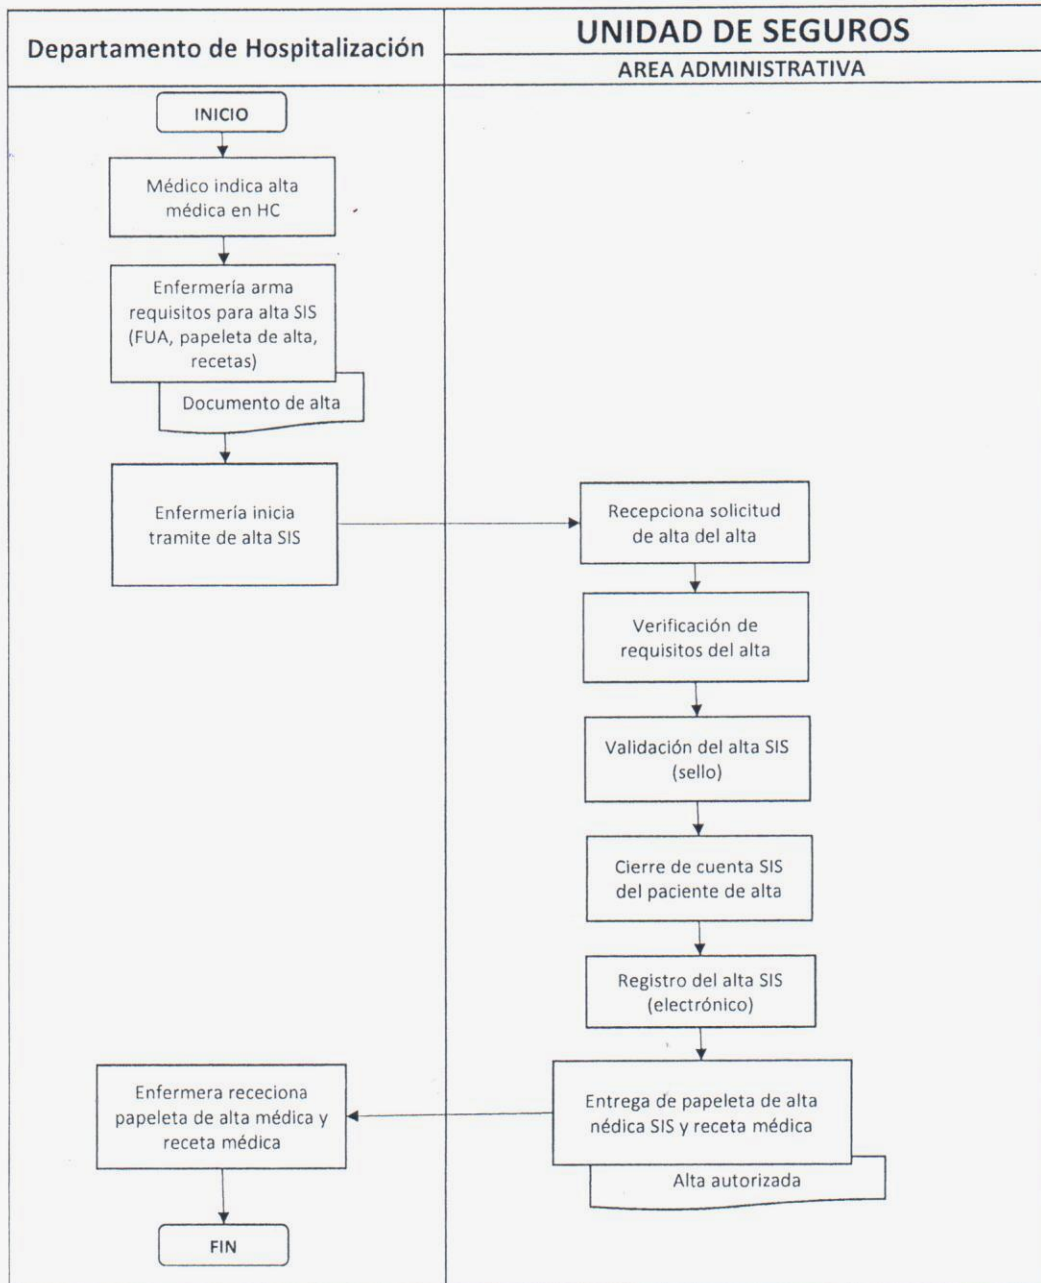 Departamento de Hospitalización
UNIDAD DE SEGUROS
AREA ADMINISTRATIVA
INICIO
Médico indica alta
médica en HC
Enfermería arma
requisitos para alta SIS
(FUA, papeleta de alta,
recetas)
Documento de alta
Enfermería inicia
tramite de alta SIS
Recepciona solicitud
de alta del alta
Verificación de
requisitos del alta
Validación del alta SIS
(sello)
Cierre de cuenta SIS
del paciente de alta
Registro del alta SIS
(electrónico)
Entrega de papeleta de alta
nédica SIS y receta médica
Alta autorizada
Enfermera receciona
papeleta de alta médica y
receta médica
FIN